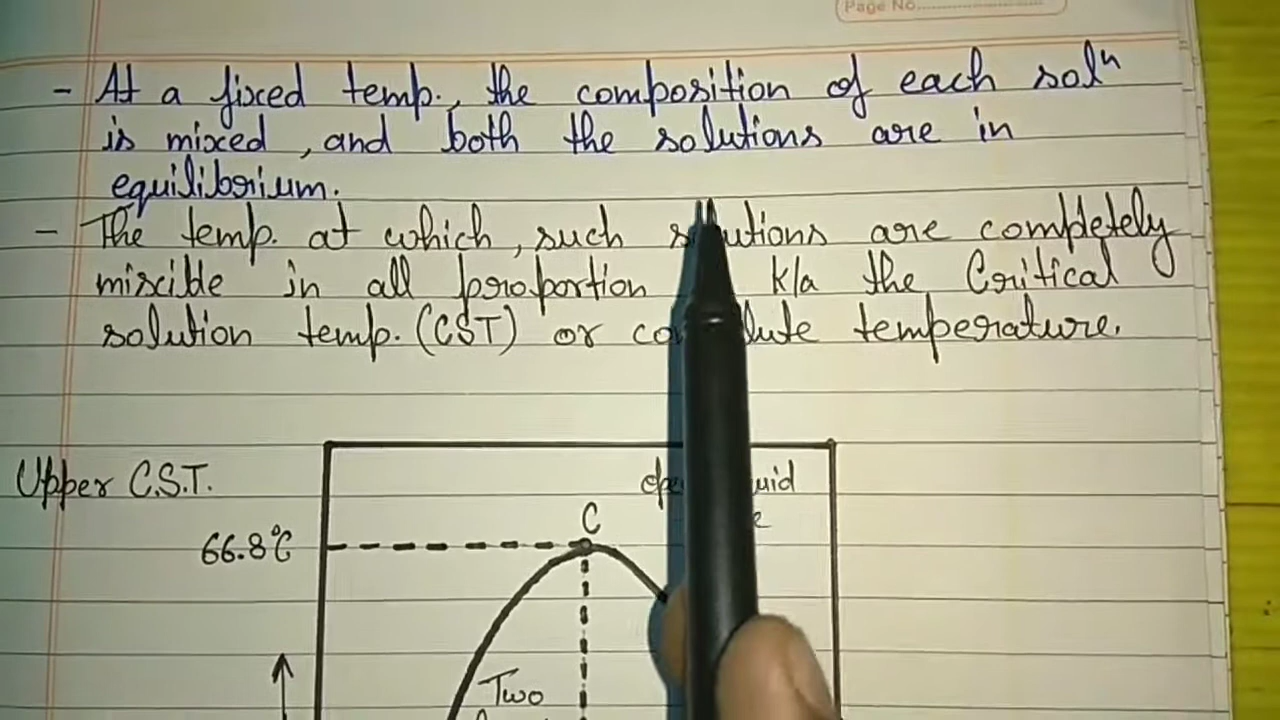 Page No.
- At a fixed temp., the composition of each solⁿ
is mixed, and both the solutions are in
equilibrium.
- The temp. at which, such solutions are completely
miscible in all proportion k/a the Critical
solution temp. (CST) or temperature.
Upper C.S.T.
C
66.8°C
Two